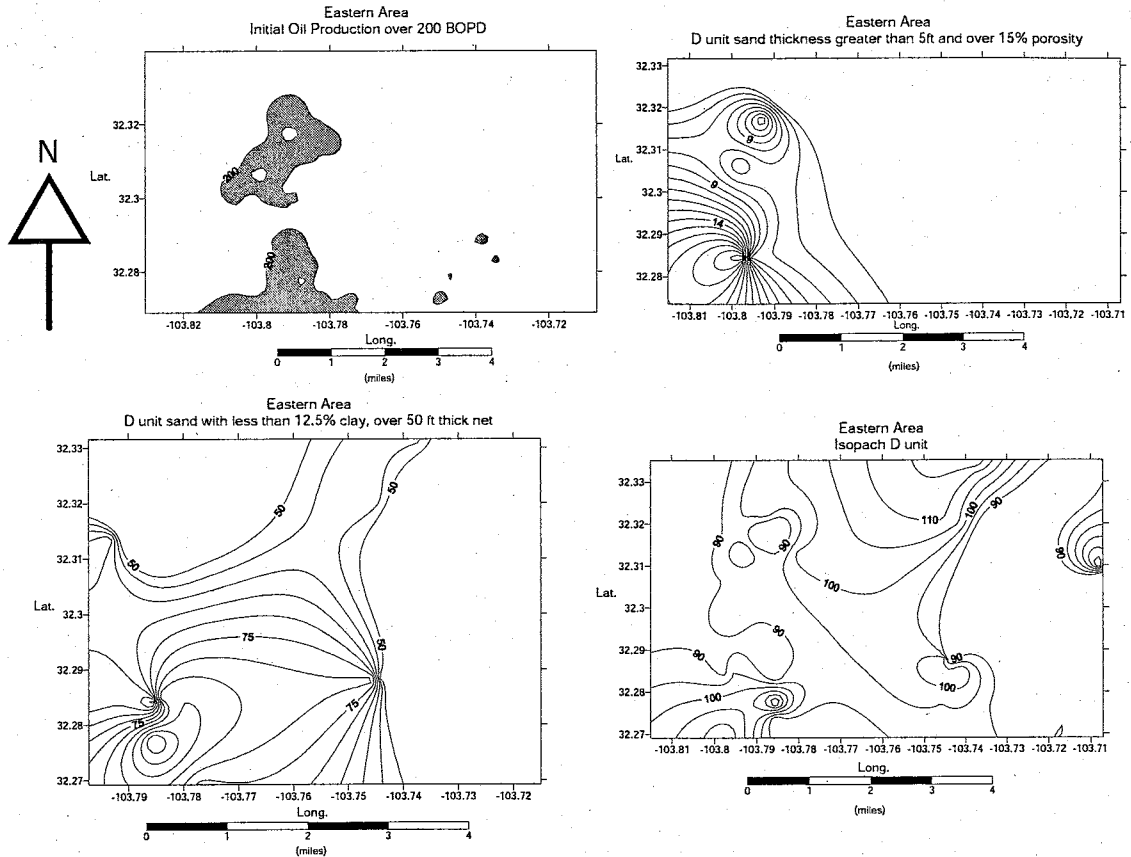 Eastern Area
Initial Oil Production over 200 BOPD
N
Lat.
32.32
32.3
32.28
200
200
-103.82 -103.8 -103.78 -103.76 -103.74 -103.72
Long.
0 1 2 3 4
(miles)
Eastern Area
D unit sand thickness greater than 5ft and over 15% porosity
32.33
32.32
32.31
Lat.
32.3
32.29
32.28
9
9
14
-103.81 -103.8 -103.79 -103.78 -103.77 -103.76 -103.75 -103.74 -103.73 -103.72 -103.71
Long.
0 1 2 3 4
(miles)
Eastern Area
D unit sand with less than 12.5% clay, over 50 ft thick net
32.33
32.32
32.31
Lat.
32.3
32.29
32.28
32.27
50
50
50
75
50
75
-103.79 -103.78 -103.77 -103.76 -103.75 -103.74 -103.73 -103.72
Long.
0 1 2 3 4
(miles)
Eastern Area
Isopach D unit
32.33
32.32
32.31
Lat.
32.3
32.29
32.28
32.27
110
100
90
90
90
90
100
90
90
100
90
100
-103.81 -103.8 -103.79 -103.78 -103.77 -103.76 -103.75 -103.74 -103.73 -103.72 -103.71
Long.
0 1 2 3 4
(miles)